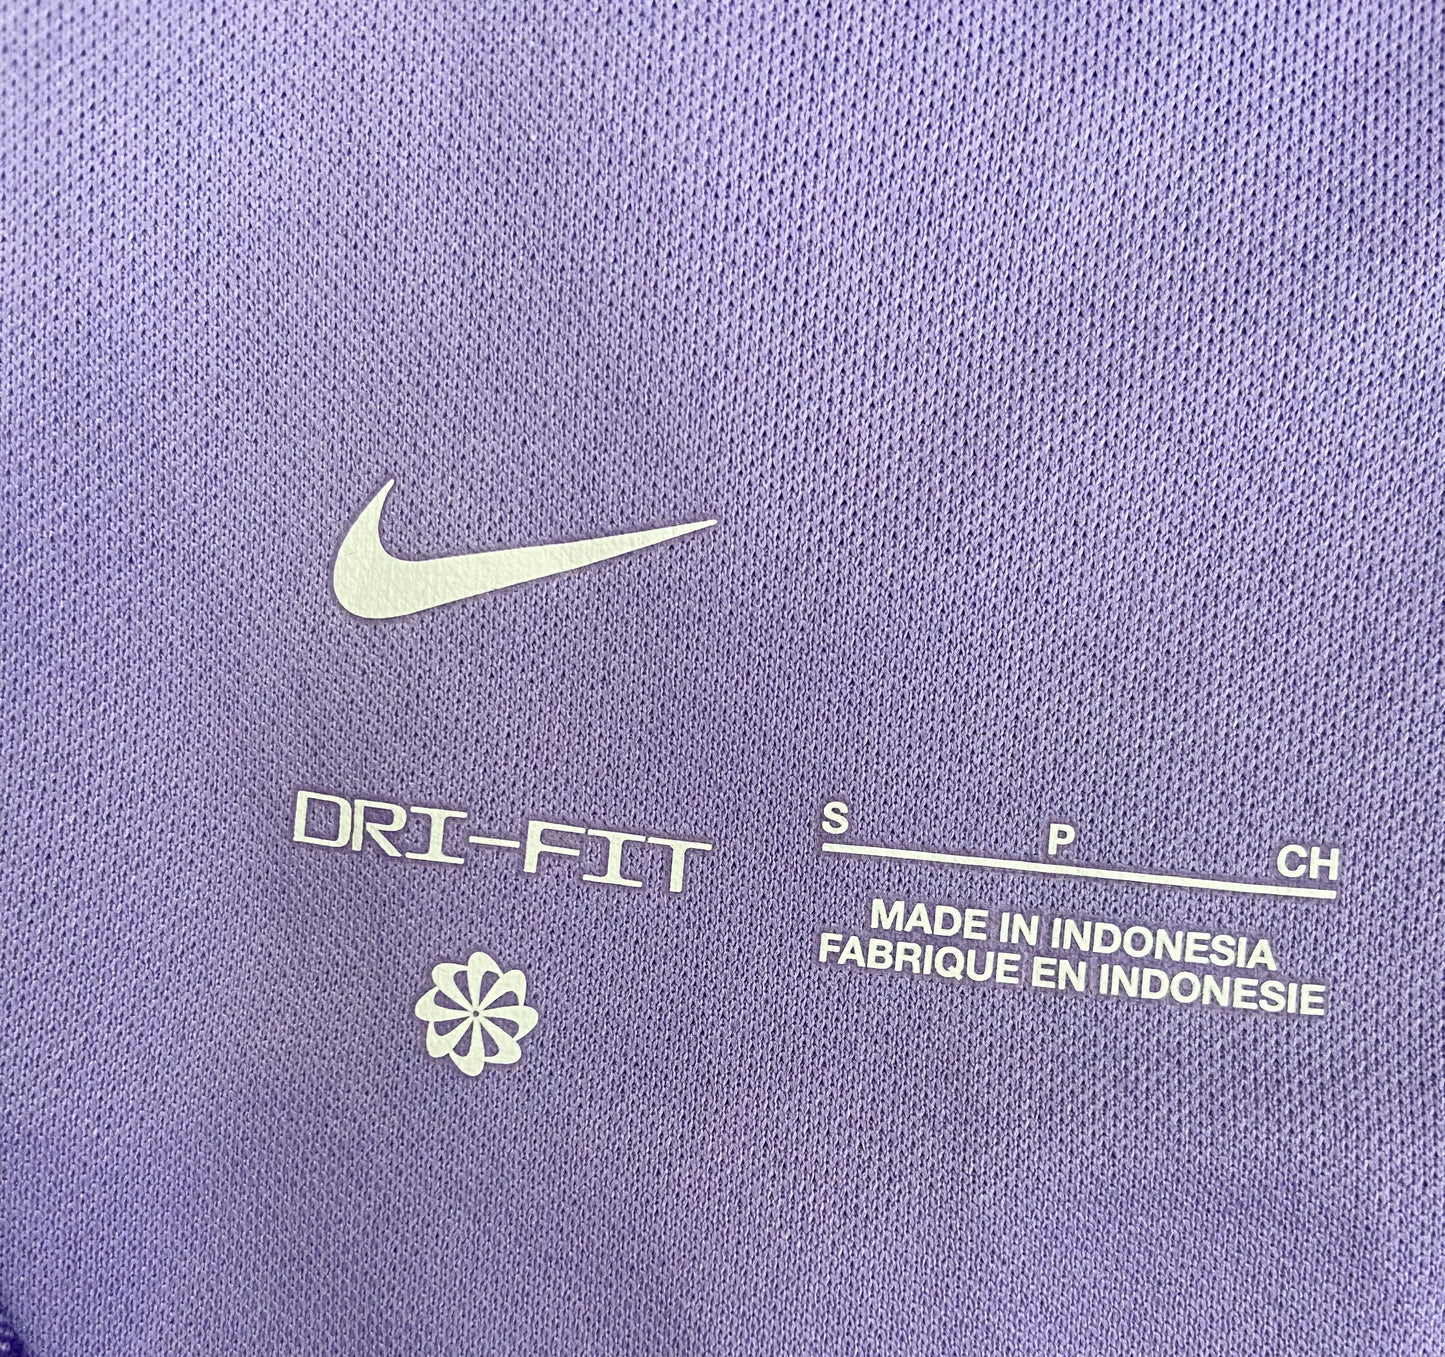 DRI-FIT
S P CH
MADE IN INDONESIA
FABRIQUE EN INDONESIE